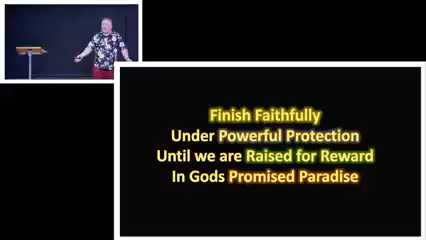 Finish Faithfully
Under Powerful Protection
Until we are Raised for Reward
In Gods Promised Paradise